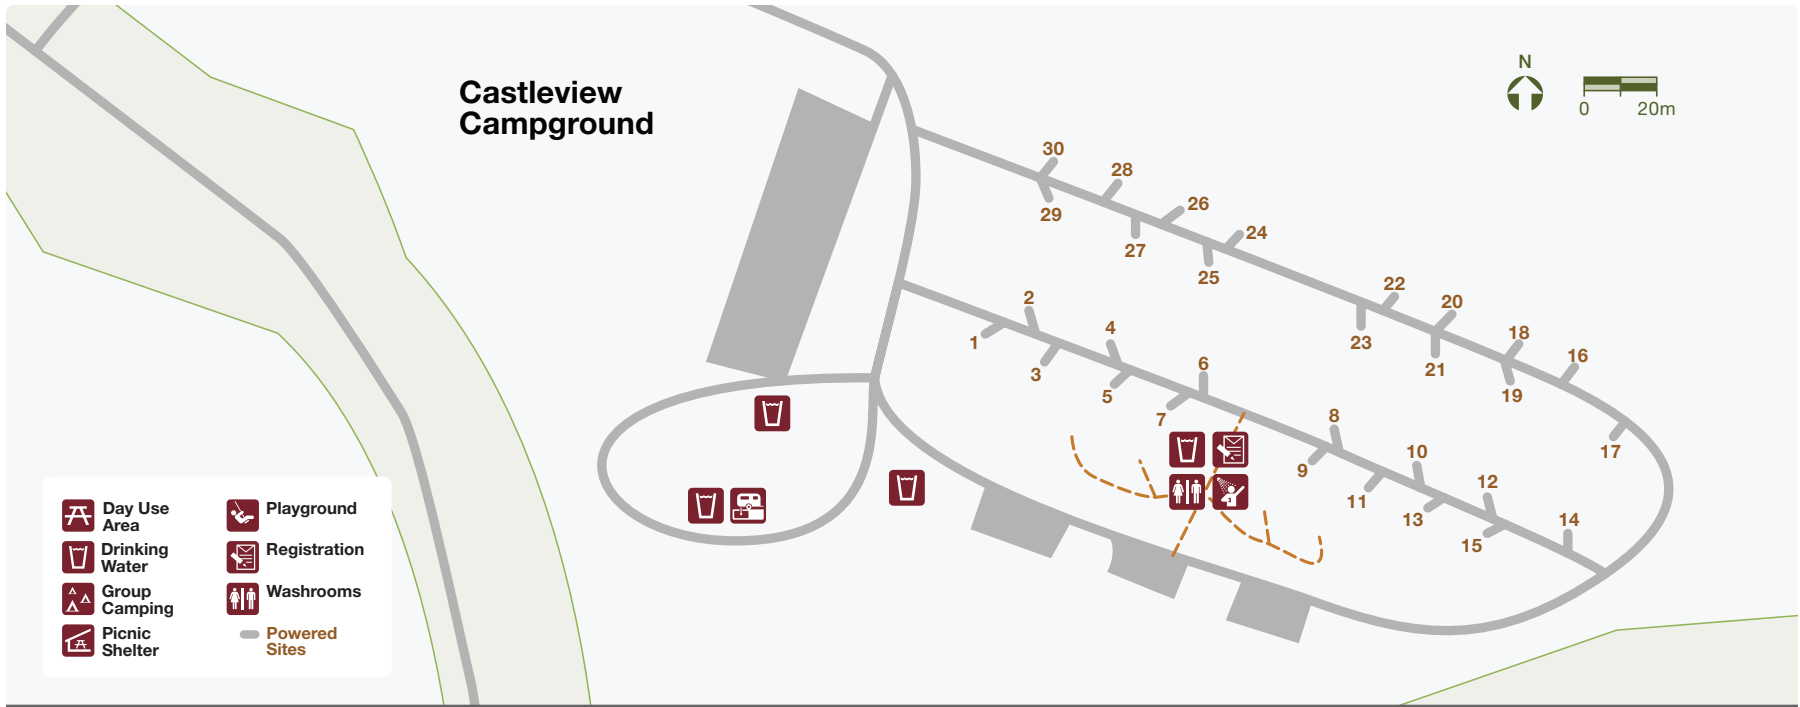 Castleview
Campground
N
0 20m
30
28
29
26
27
24
25
22
20
23
18
21
16
19
17
2
1
4
3
6
5
7
8
10
9
12
11
13
14
15
Day Use
Area
Drinking
Water
Group
Camping
Picnic
Shelter
Playground
Registration
Washrooms
Powered
Sites